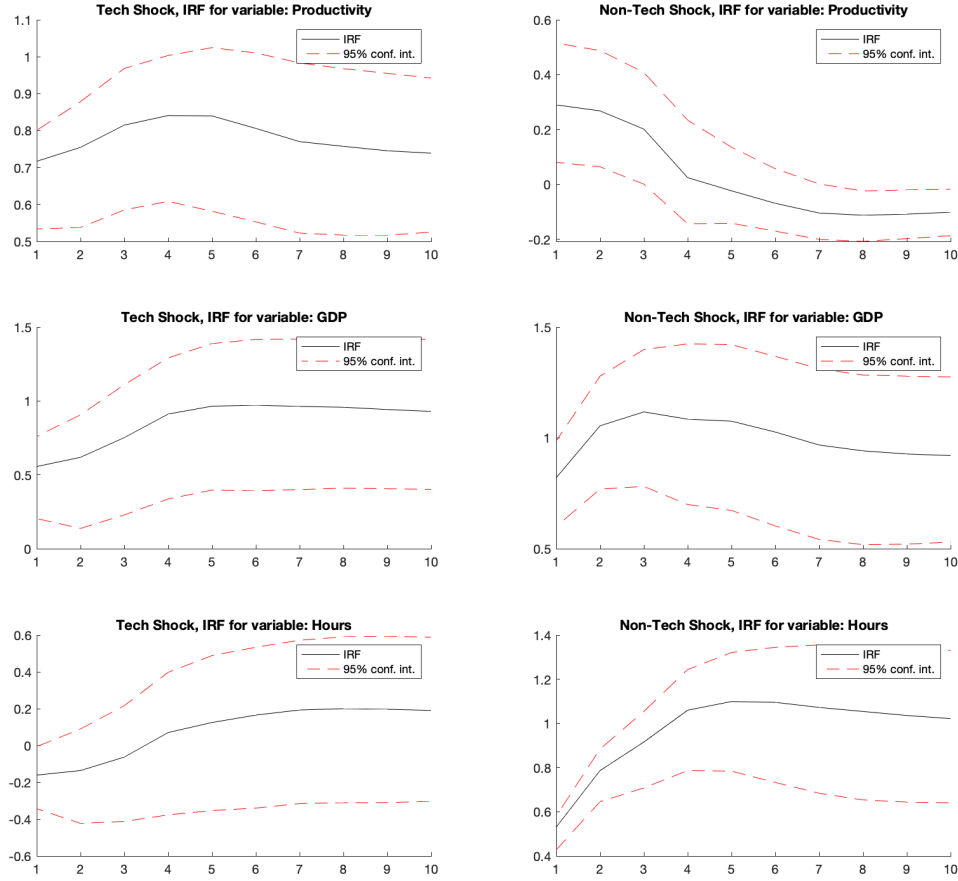 Tech Shock, IRF for variable: Productivity
1.1
1
0.9
0.8
0.7
0.6
0.5
1 2 3 4 5 6 7 8 9 10
IRF
95% conf. int.
Non-Tech Shock, IRF for variable: Productivity
0.6
0.4
0.2
0
-0.2
1 2 3 4 5 6 7 8 9 10
IRF
95% conf. int.
Tech Shock, IRF for variable: GDP
1.5
1
0.5
0
1 2 3 4 5 6 7 8 9 10
IRF
95% conf. int.
Non-Tech Shock, IRF for variable: GDP
1.5
1
0.5
1 2 3 4 5 6 7 8 9 10
IRF
95% conf. int.
Tech Shock, IRF for variable: Hours
0.6
0.4
0.2
0
-0.2
-0.4
-0.6
1 2 3 4 5 6 7 8 9 10
IRF
95% conf. int.
Non-Tech Shock, IRF for variable: Hours
1.4
1.2
1
0.8
0.6
0.4
1 2 3 4 5 6 7 8 9 10
IRF
95% conf. int.